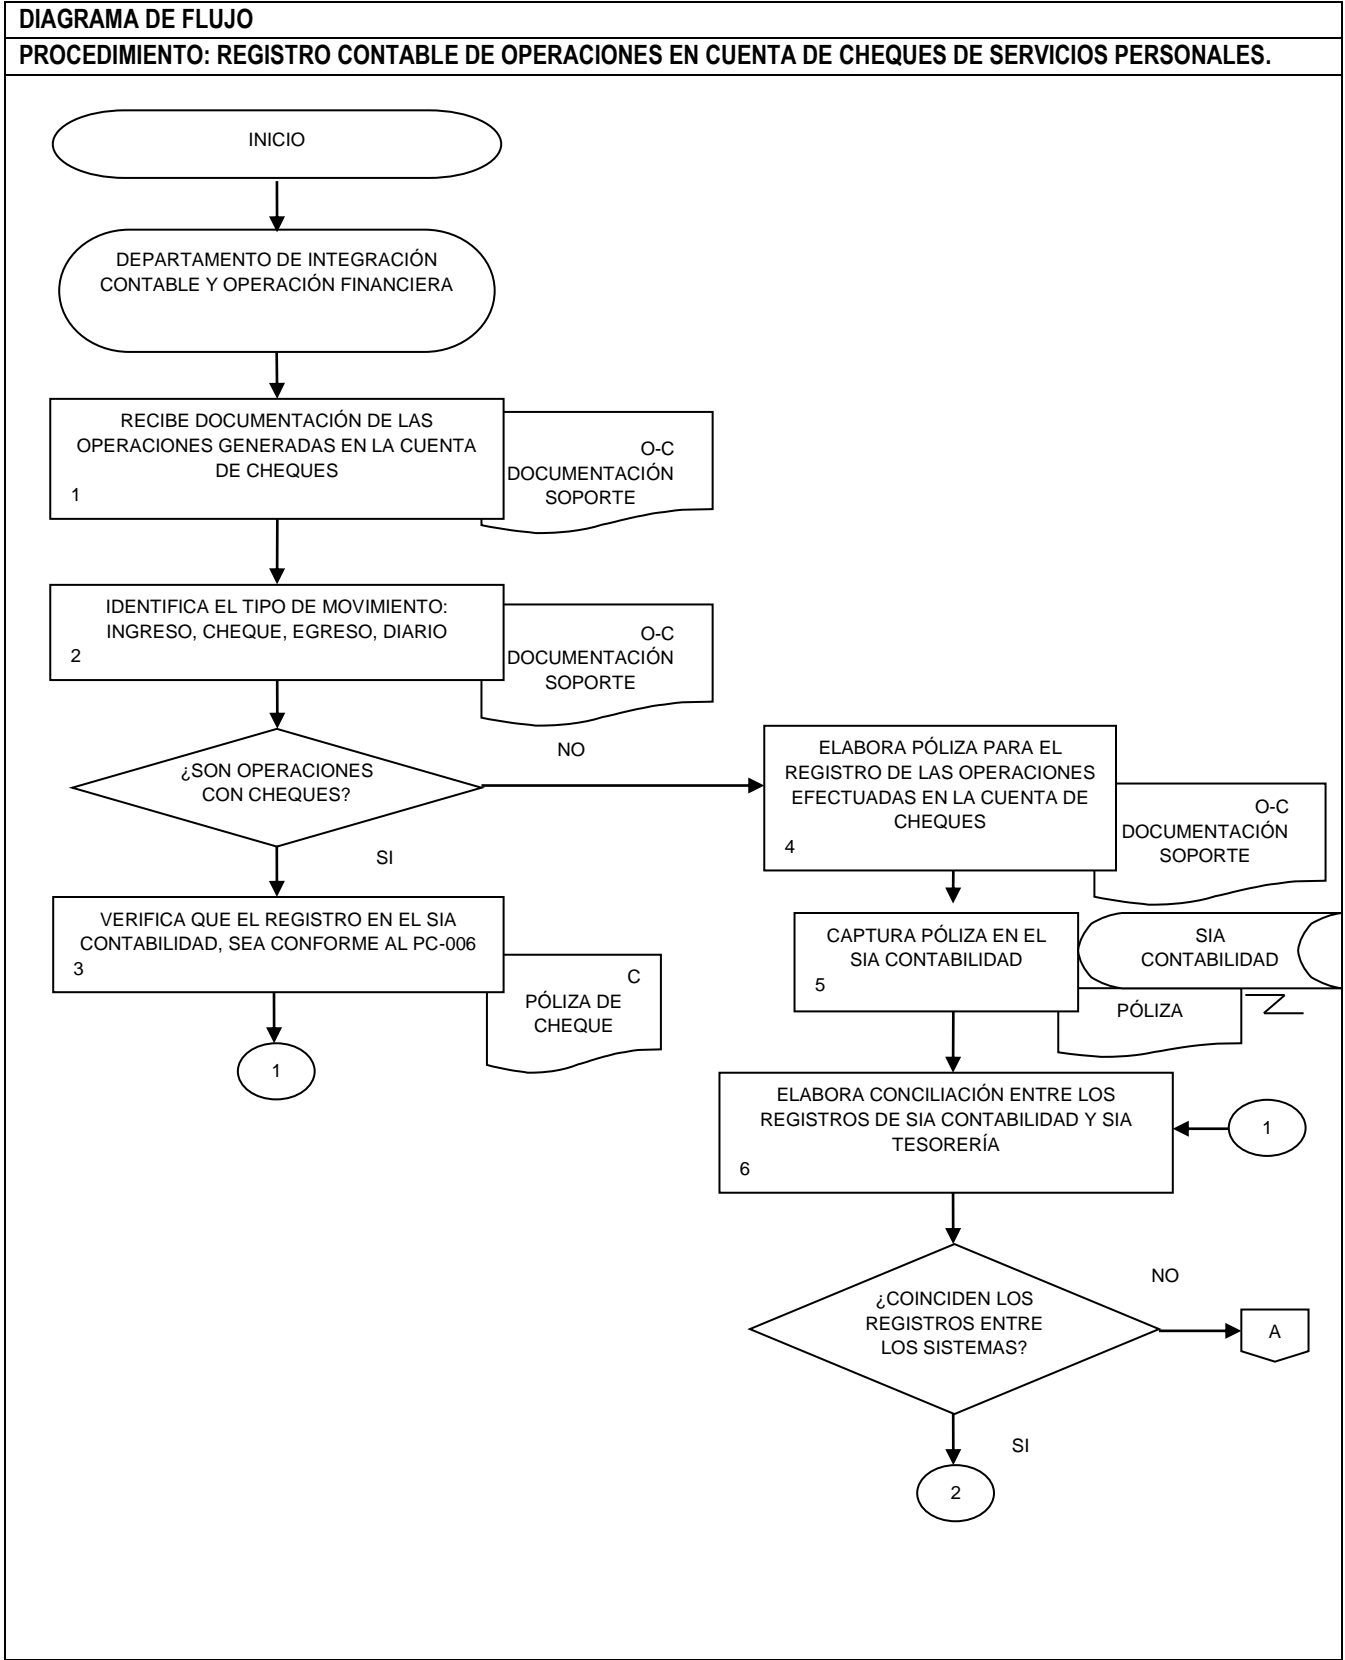 DIAGRAMA DE FLUJO
PROCEDIMIENTO: REGISTRO CONTABLE DE OPERACIONES EN CUENTA DE CHEQUES DE SERVICIOS PERSONALES.
INICIO
DEPARTAMENTO DE INTEGRACIÓN
CONTABLE Y OPERACIÓN FINANCIERA
RECIBE DOCUMENTACIÓN DE LAS
OPERACIONES GENERADAS EN LA CUENTA
DE CHEQUES
1
O-C
DOCUMENTACIÓN
SOPORTE
IDENTIFICA EL TIPO DE MOVIMIENTO:
INGRESO, CHEQUE, EGRESO, DIARIO
2
O-C
DOCUMENTACIÓN
SOPORTE
¿SON OPERACIONES
CON CHEQUES?
NO
SI
VERIFICA QUE EL REGISTRO EN EL SIA
CONTABILIDAD, SEA CONFORME AL PC-006
3
C
PÓLIZA DE
CHEQUE
1
ELABORA PÓLIZA PARA EL
REGISTRO DE LAS OPERACIONES
EFECTUADAS EN LA CUENTA DE
CHEQUES
4
O-C
DOCUMENTACIÓN
SOPORTE
CAPTURA PÓLIZA EN EL
SIA CONTABILIDAD
5
SIA
CONTABILIDAD
PÓLIZA
ELABORA CONCILIACIÓN ENTRE LOS
REGISTROS DE SIA CONTABILIDAD Y SIA
TESORERÍA
6
1
¿COINCIDEN LOS
REGISTROS ENTRE
LOS SISTEMAS?
NO
A
SI
2